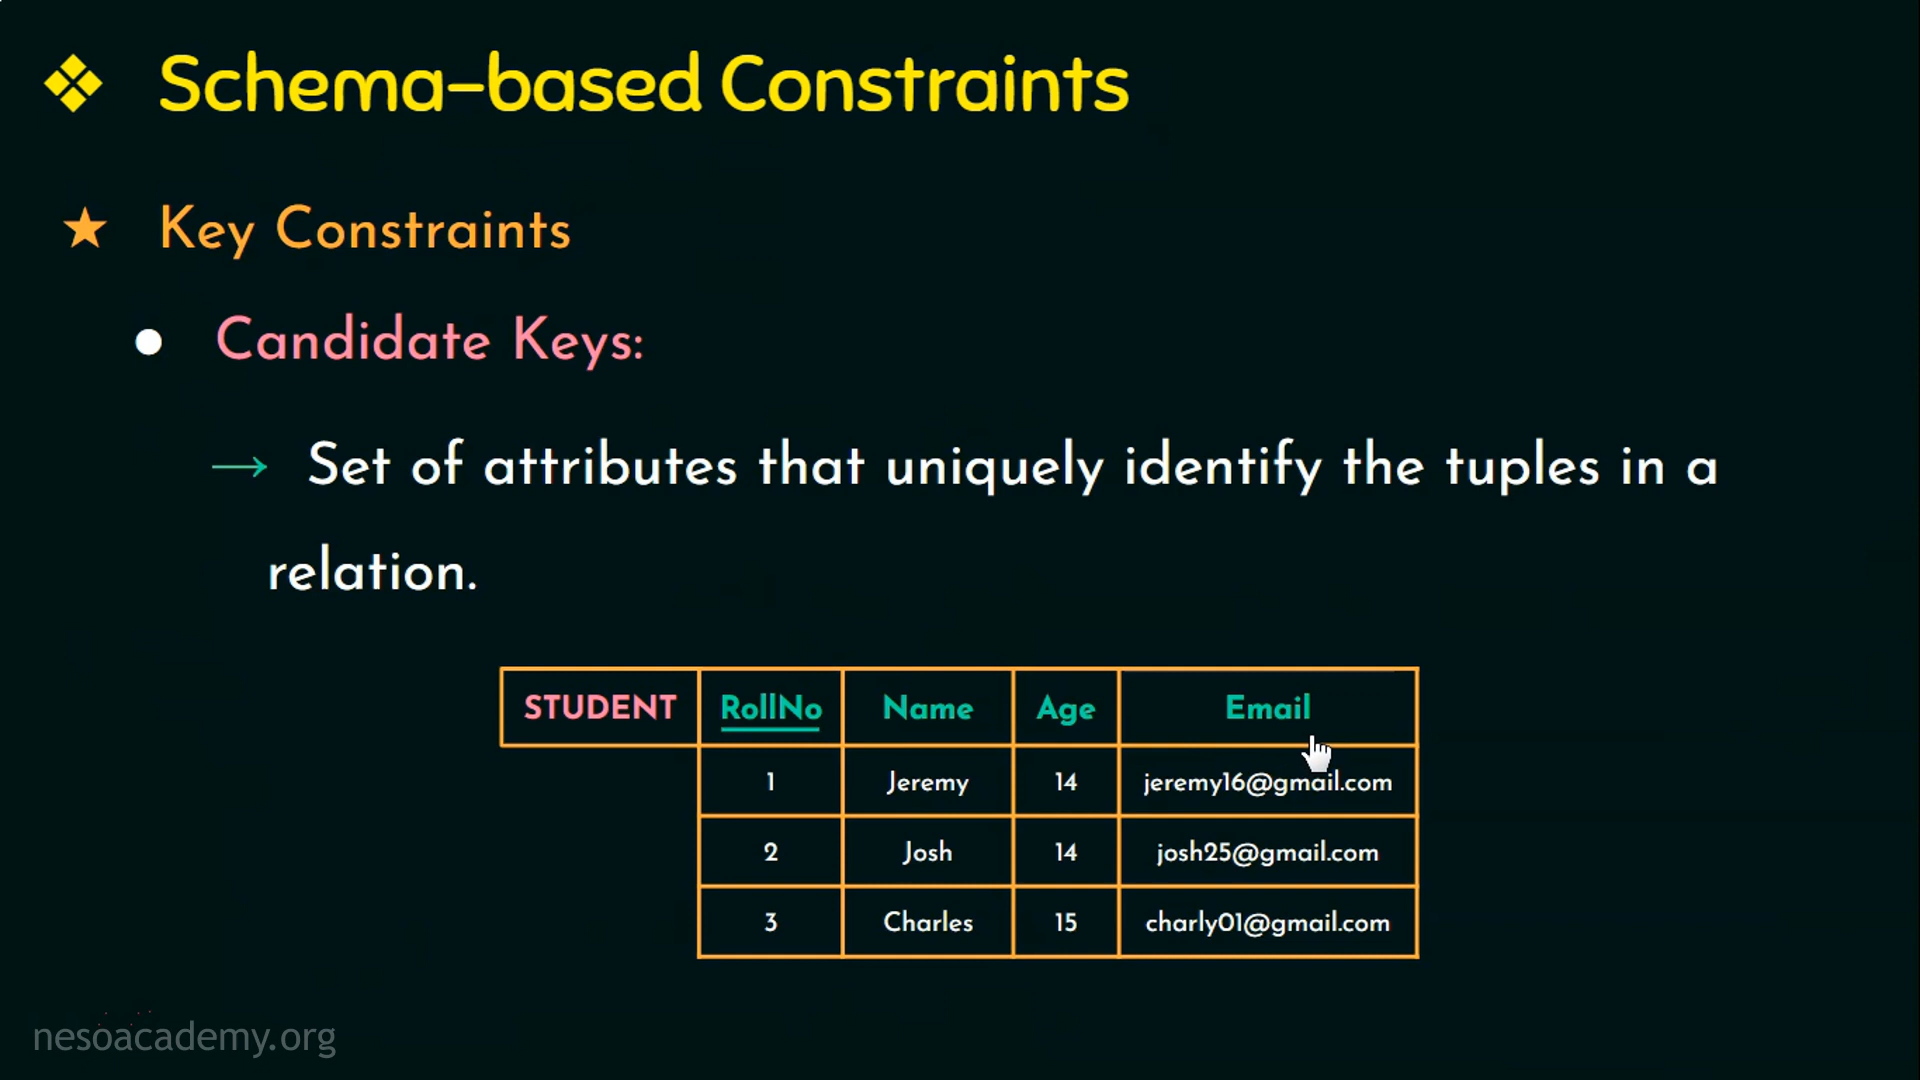 ❖ Schema-based Constraints
★ Key Constraints
● Candidate Keys:
→ Set of attributes that uniquely identify the tuples in a
relation.
STUDENT RollNo Name Age Email
1 Jeremy 14 jeremy16@gmail.com
2 Josh 14 josh25@gmail.com
3 Charles 15 charly01@gmail.com
nesoacademy.org